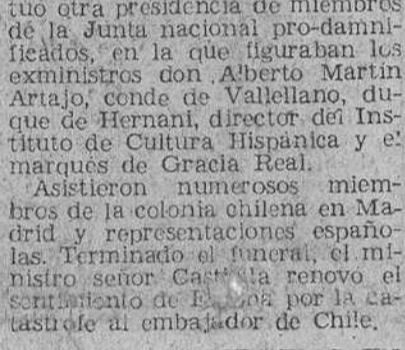 tuó otra presidencia de miembros
de la Junta nacional pro-damni-
ficados, en la que figuraban los
exministros don Alberto Martín
Artajo, conde de Vallellano, du-
que de Hernani, director del Ins-
tituto de Cultura Hispánica y el
marqués de Gracia Real.
Asistieron numerosos miem-
bros de la colonia chilena en Ma-
drid y representaciones españo-
las. Terminado el funeral, el mi-
nistro señor renovó el
sentimiento de por la ca-
tástrofe al embajador de Chile.